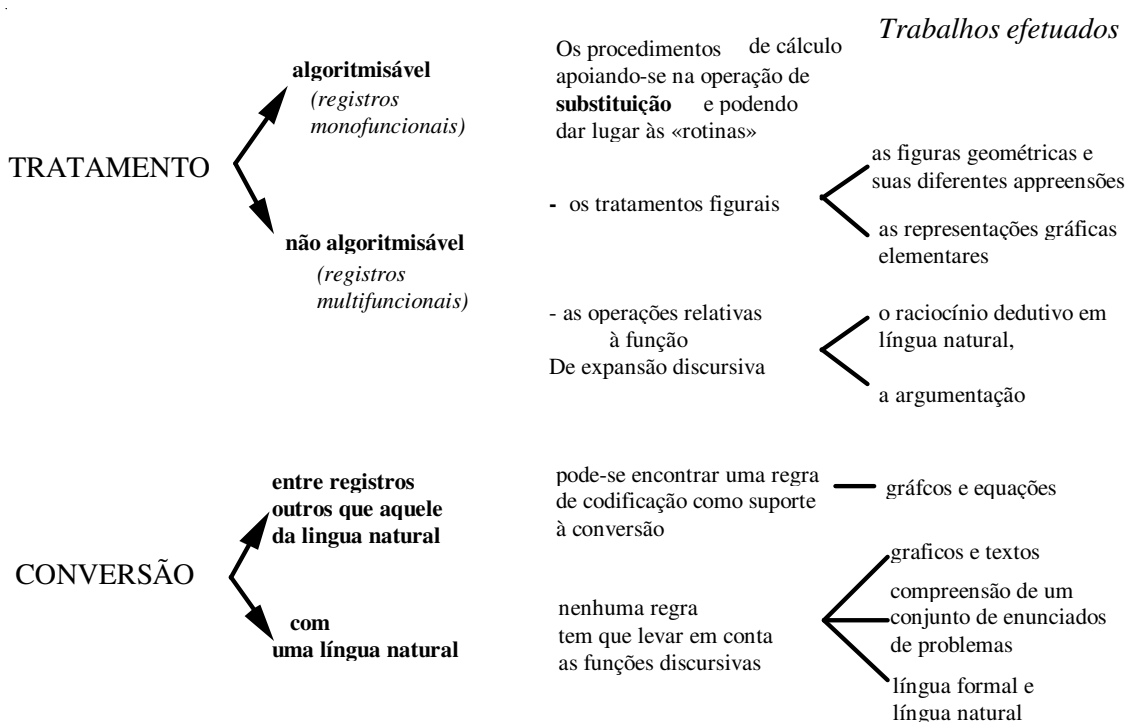 Trabalhos efetuados
TRATAMENTO
algoritmisável
(registros
monofuncionais)
Os procedimentos de cálculo
apoiando-se na operação de
substituição e podendo
dar lugar às «rotinas»
não algoritmisável
(registros
multifuncionais)
- os tratamentos figurais
as figuras geométricas e
suas diferentes appreensões
as representações gráficas
elementares
- as operações relativas
à função
De expansão discursiva
o raciocínio dedutivo em
língua natural,
a argumentação
CONVERSÃO
entre registros
outros que aquele
da lingua natural
pode-se encontrar uma regra
de codificação como suporte
à conversão
gráfcos e equações
com
uma língua natural
nenhuma regra
tem que levar em conta
as funções discursivas
graficos e textos
compreensão de um
conjunto de enunciados
de problemas
língua formal e
língua natural